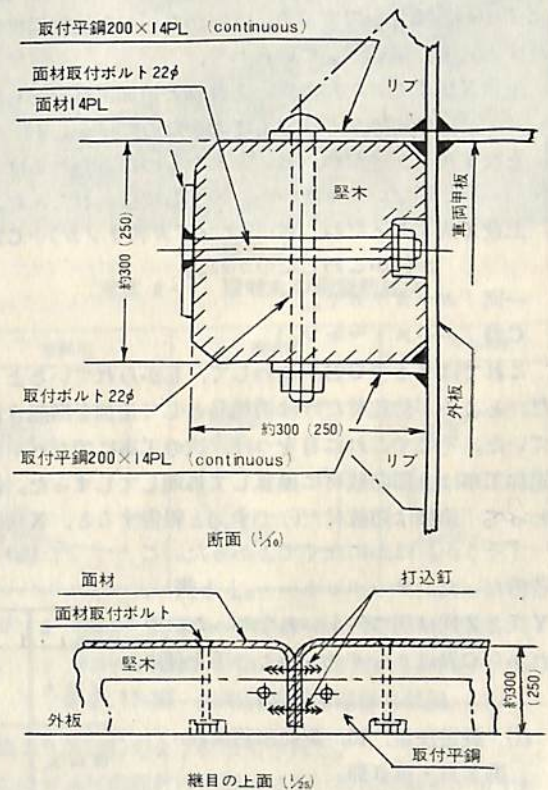 取付平鋼200×14PL (continuous)
面材取付ボルト22φ
面材14PL
リブ
堅木
車両甲板
約300 (250)
外板
取付ボルト22φ
約300 (250)
取付平鋼200×14PL (continuous)
リブ
断面 (1/10)
面材
打込釘
面材取付ボルト
堅木
約300 (250)
外板
取付平鋼
継目の上面 (1/25)